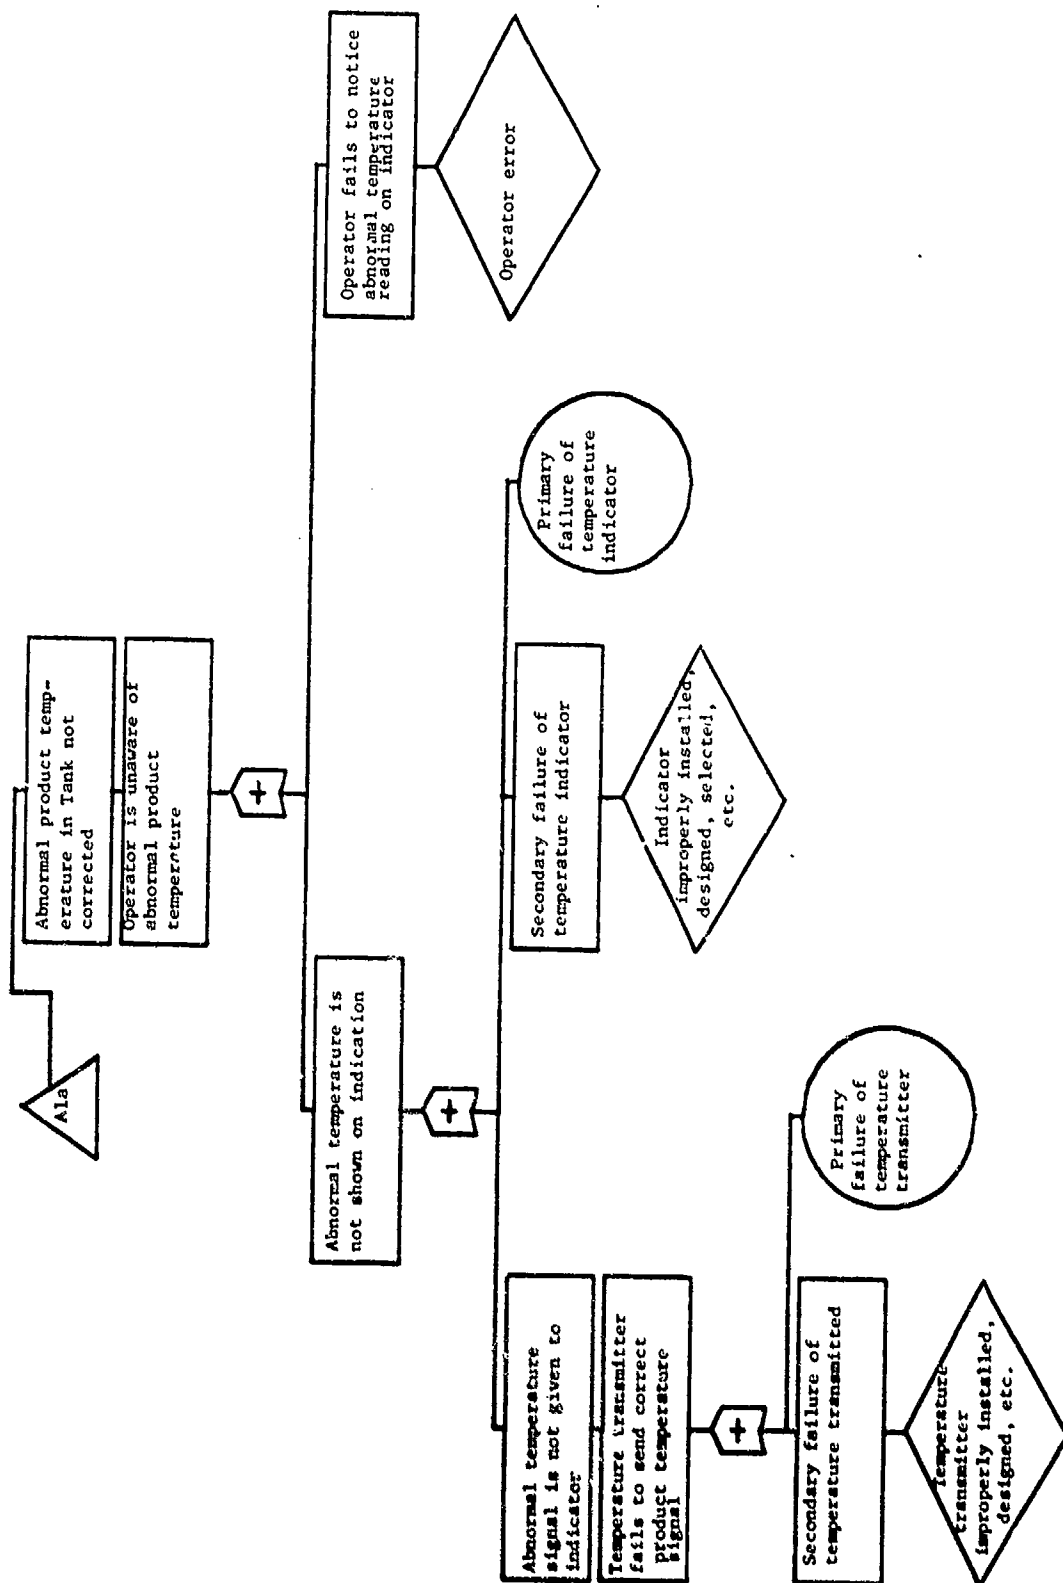 A1a
Abnormal product temp-
erature in Tank not
corrected
Operator is unaware of
abnormal product
temperature
+
Abnormal temperature is
not shown on indication
Operator fails to notice
abnormal temperature
reading on indicator
+
Operator error
Abnormal temperature
signal is not given to
indicator
Temperature transmitter
fails to send correct
product temperature
signal
Secondary failure of
temperature indicator
Primary
failure of
temperature
indicator
Indicator
improperly installed,
designed, selected,
etc.
+
Secondary failure of
temperature transmitted
Primary
failure of
temperature
transmitter
Temperature
transmitter
improperly installed,
designed, etc.